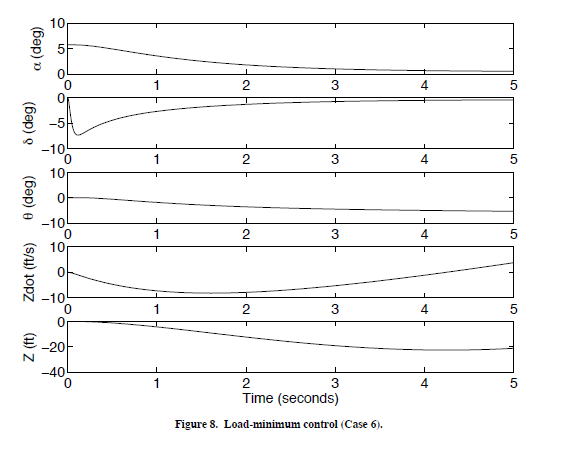 α (deg)
10
5
0
0 1 2 3 4 5
δ (deg)
0
−5
−10
0 1 2 3 4 5
θ (deg)
10
0
−10
0 1 2 3 4 5
Zdot (ft/s)
10
0
−10
0 1 2 3 4 5
Z (ft)
0
−20
−40
0 1 2 3 4 5
Time (seconds)
Figure 8. Load-minimum control (Case 6).